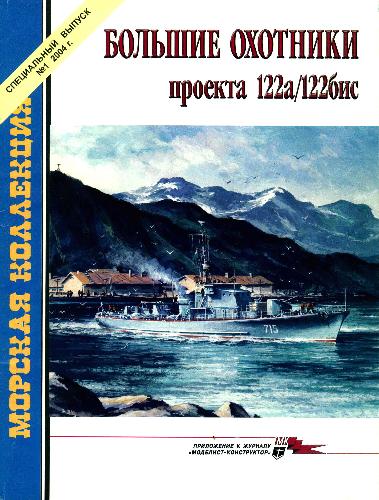 СПЕЦИАЛЬНЫЙ ВЫПУСК
№1 2004 г.
БОЛЬШИЕ ОХОТНИКИ
проекта 122а/122бис
МОРСКАЯ КОЛЛЕКЦИЯ
715
ПРИЛОЖЕНИЕ К ЖУРНАЛУ
«МОДЕЛИСТ-КОНСТРУКТОР»